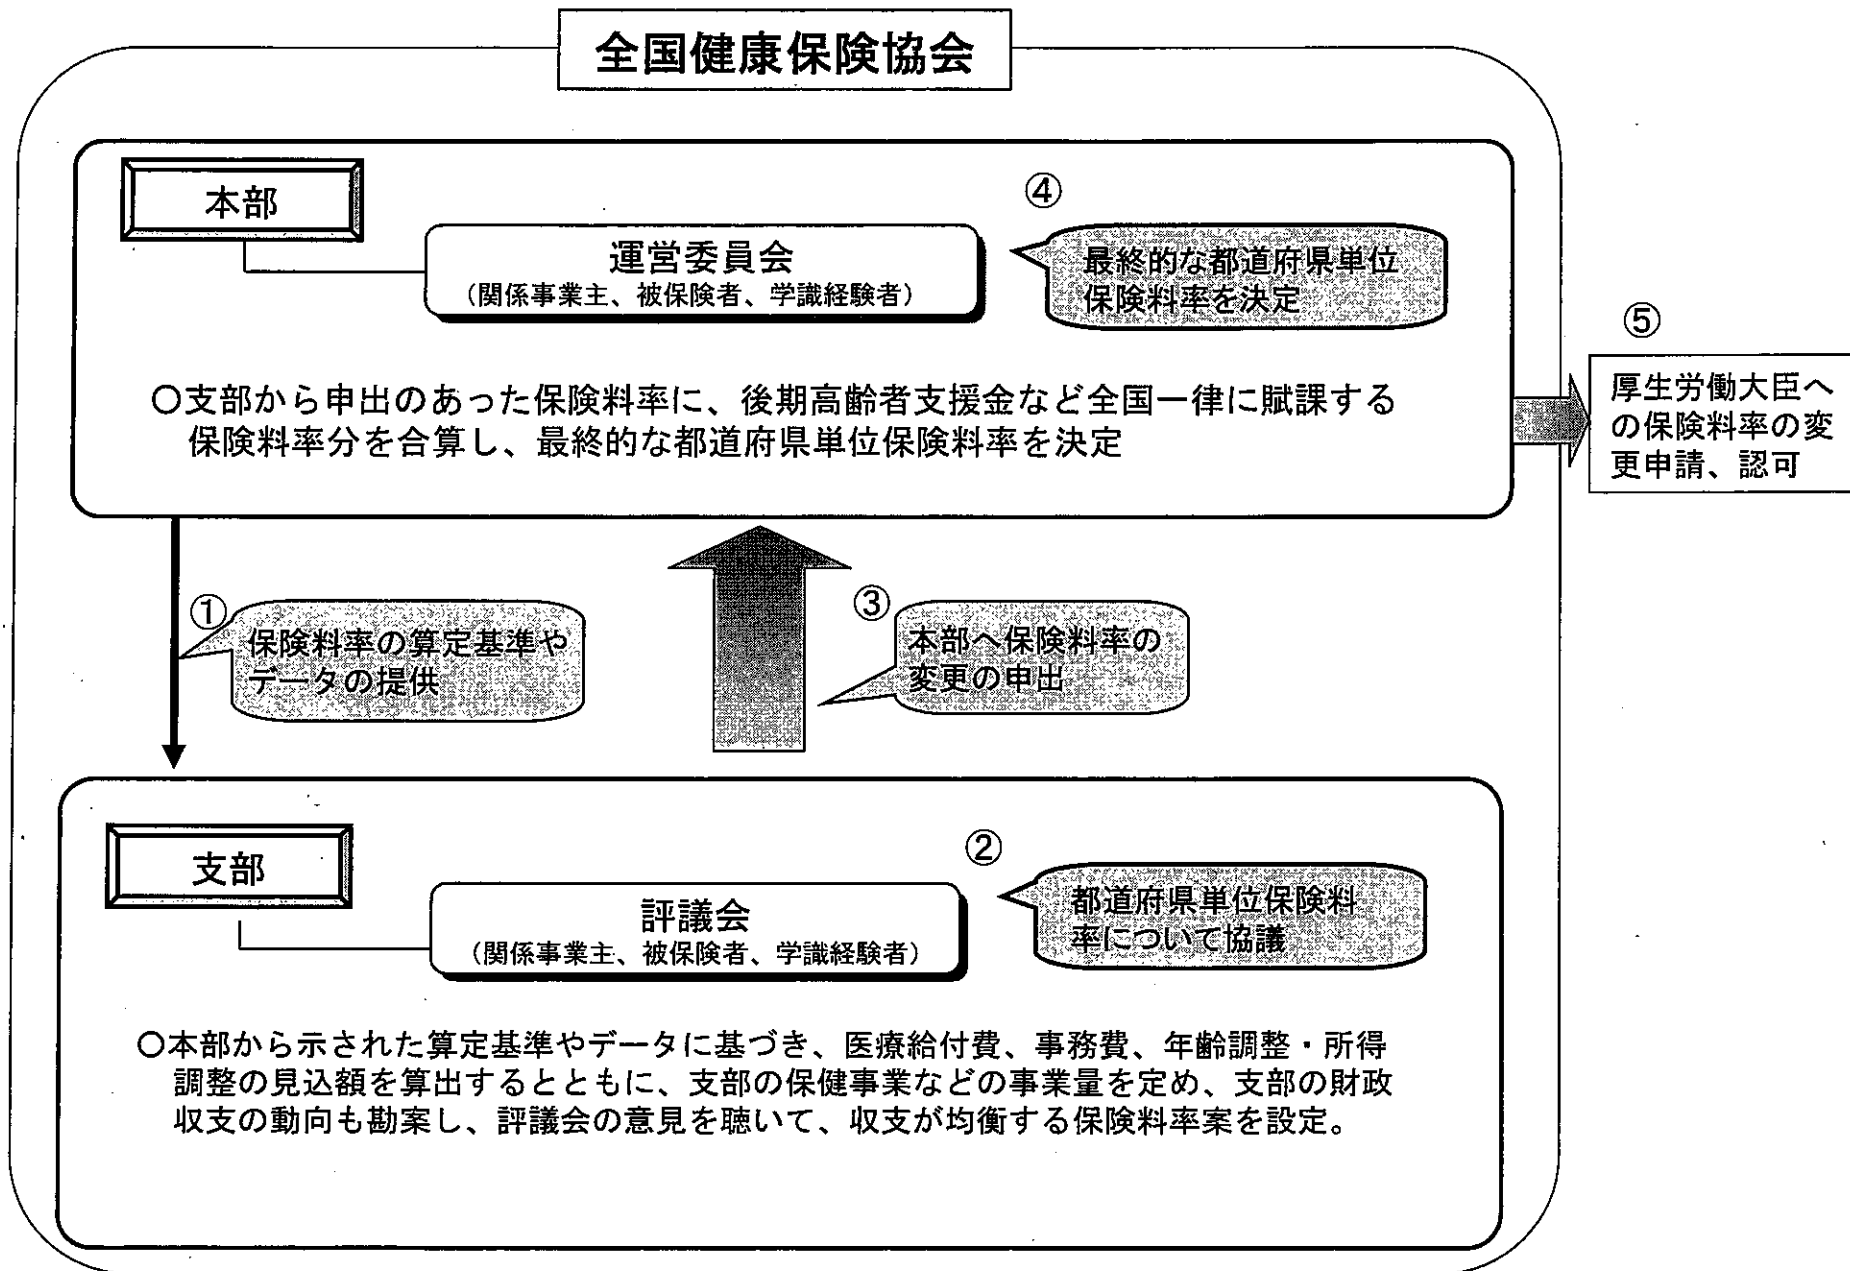 全国健康保険協会
本部
運営委員会
(関係事業主、被保険者、学識経験者)
④
最終的な都道府県単位
保険料率を決定
○支部から申出のあった保険料率に、後期高齢者支援金など全国一律に賦課する
保険料率分を合算し、最終的な都道府県単位保険料率を決定
⑤
厚生労働大臣へ
の保険料率の変
更申請、認可
①
保険料率の算定基準や
データの提供
③
本部へ保険料率の
変更の申出
支部
評議会
(関係事業主、被保険者、学識経験者)
②
都道府県単位保険料
率について協議
○本部から示された算定基準やデータに基づき、医療給付費、事務費、年齢調整・所得
調整の見込額を算出するとともに、支部の保健事業などの事業量を定め、支部の財政
収支の動向も勘案し、評議会の意見を聴いて、収支が均衡する保険料率案を設定。